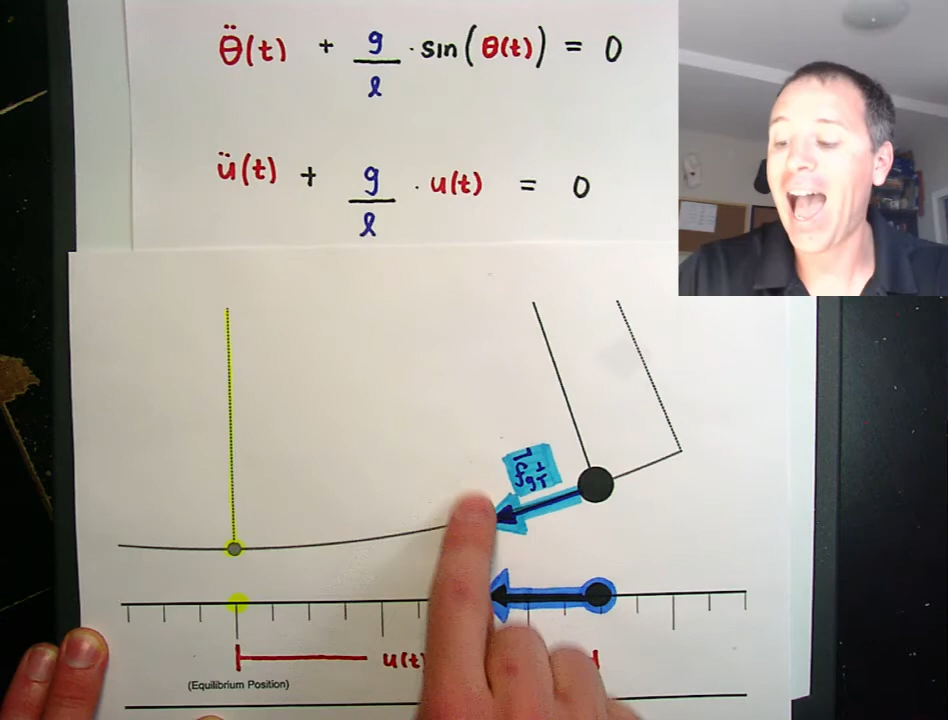 θ̈(t) + g/l · sin(θ(t)) = 0
ü(t) + g/l · u(t) = 0
u(t)
(Equilibrium Position)